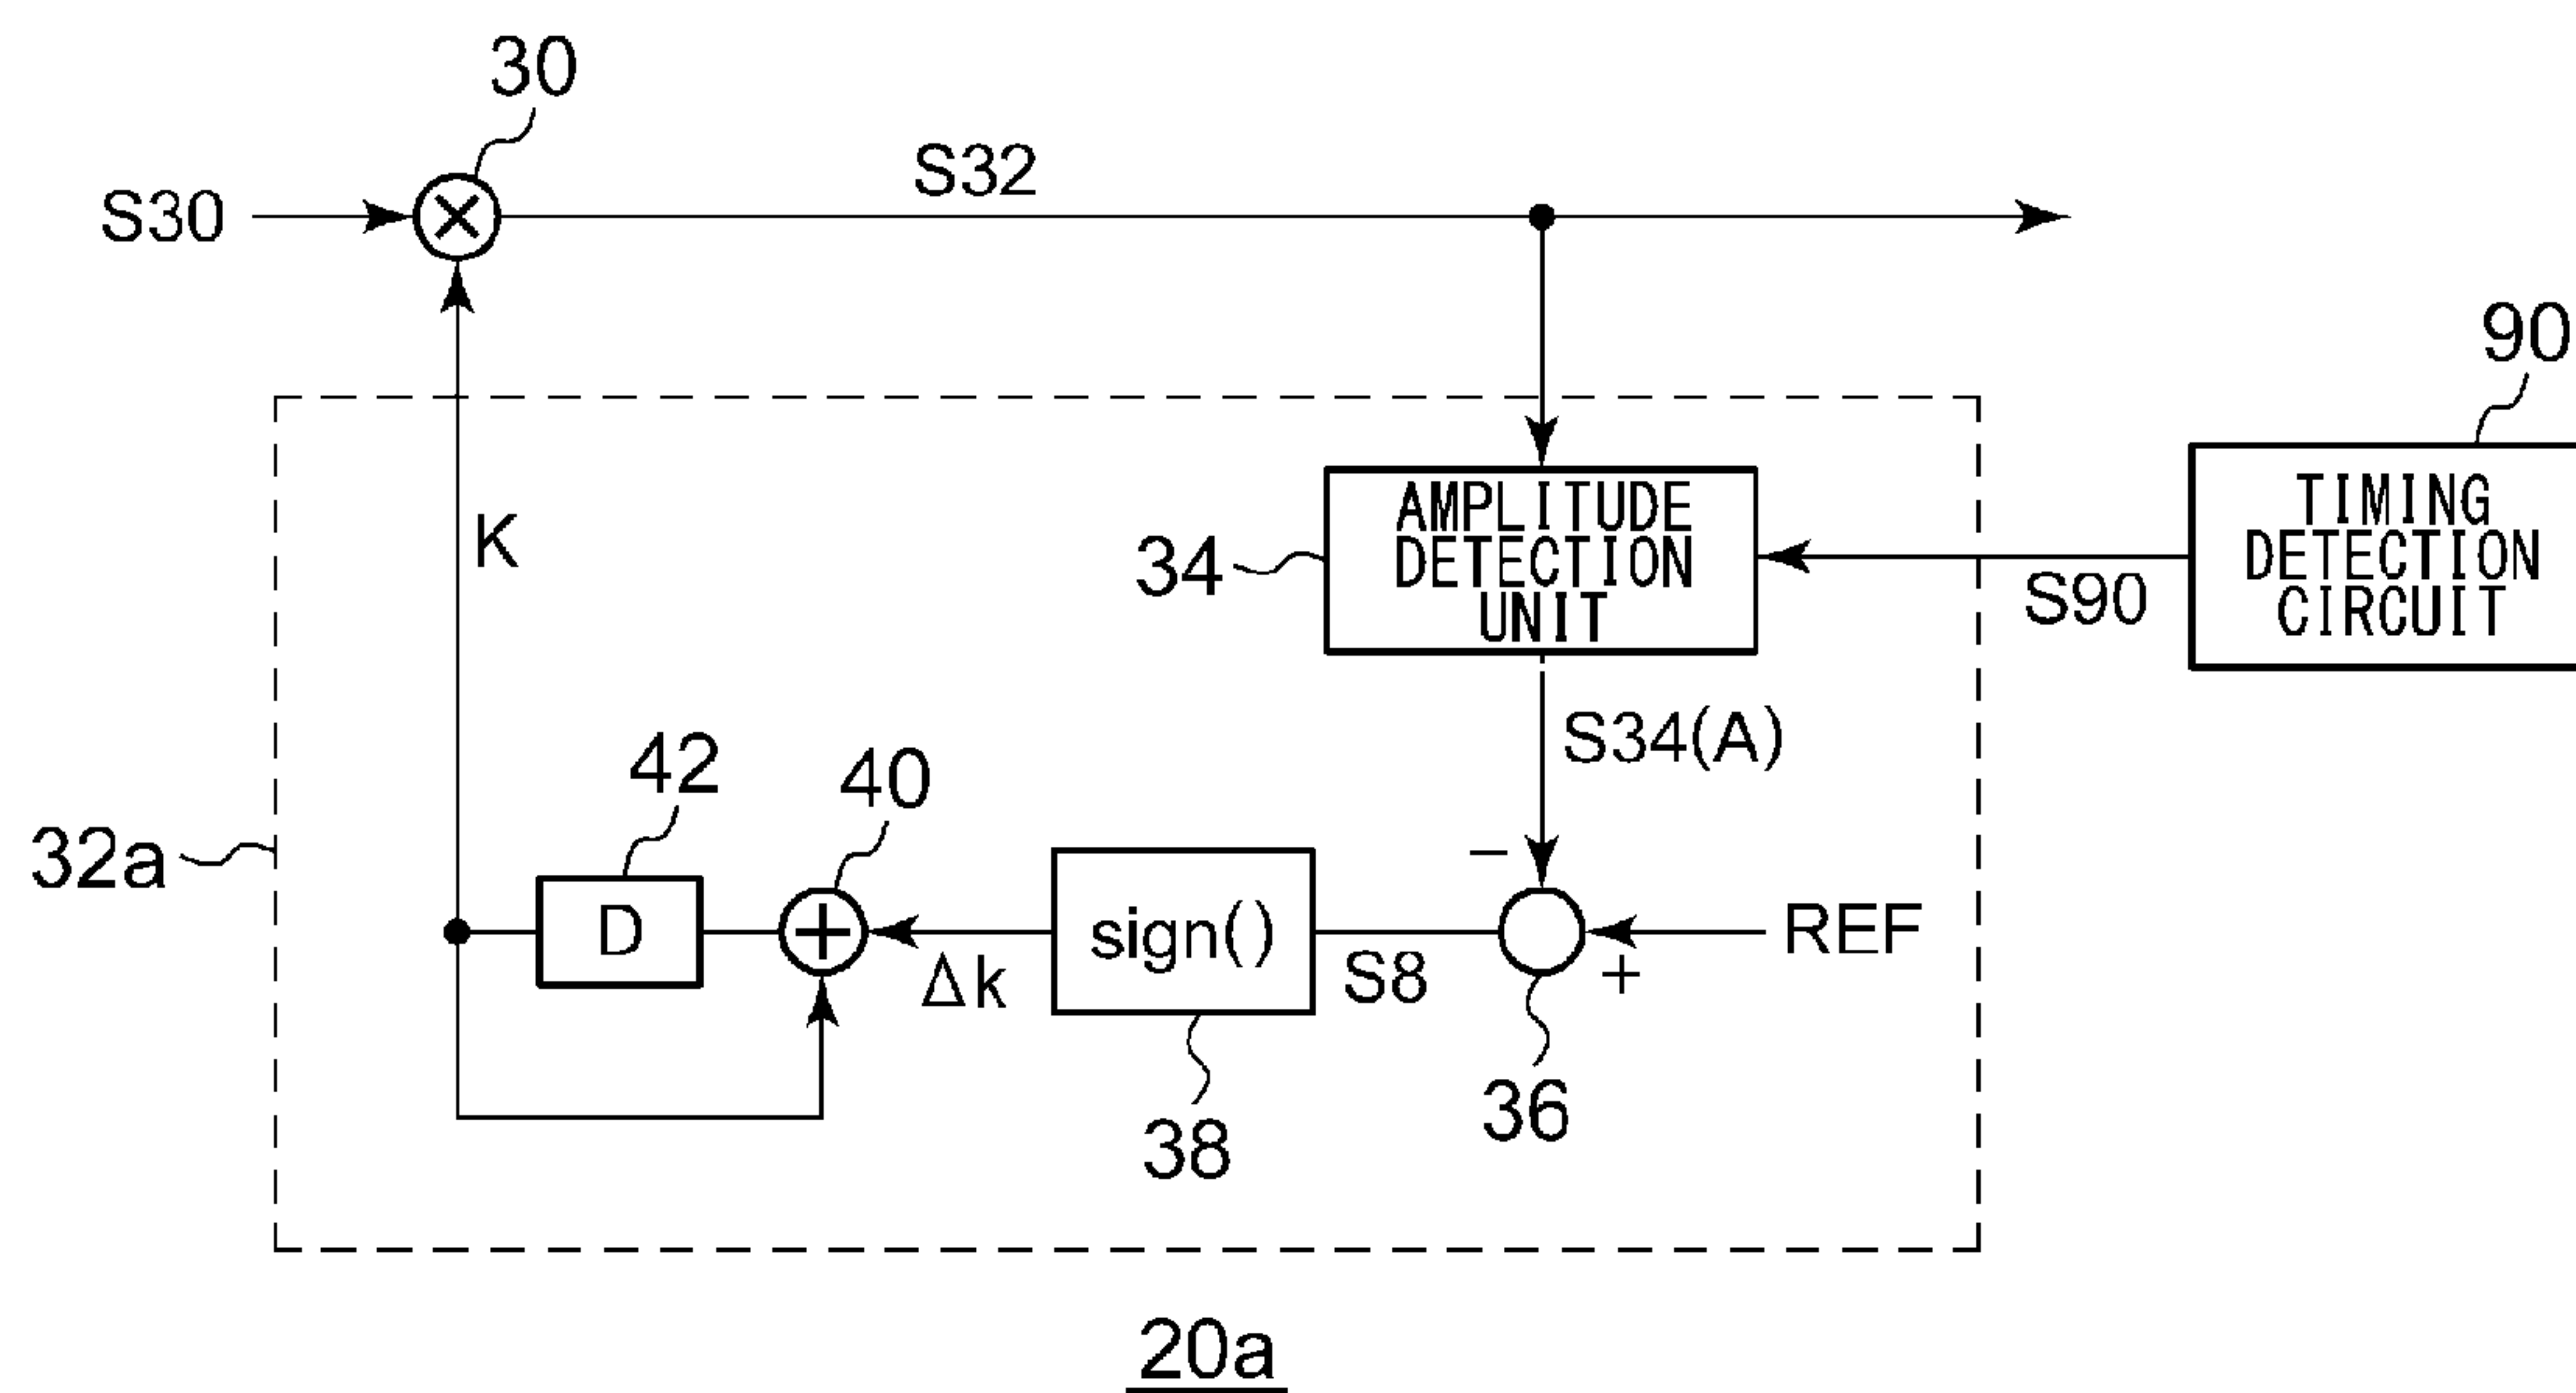 30
S30
S32
90
K
34
AMPLITUDE
DETECTION
UNIT
S90
TIMING
DETECTION
CIRCUIT
S34(A)
42
40
32a
D
+
Δk
sign()
S8
−
+
REF
38
36
20a